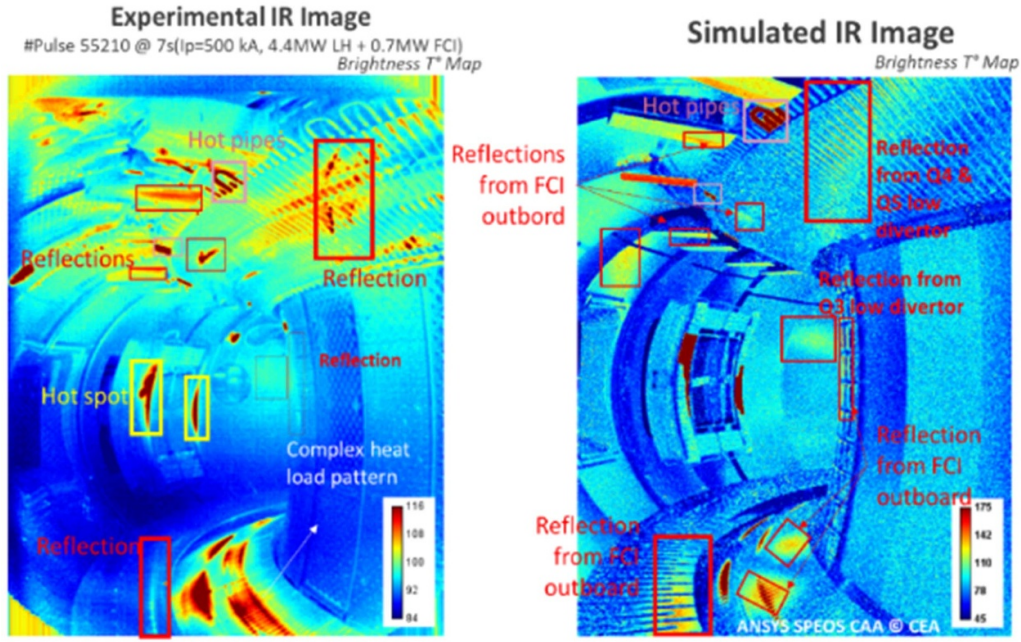 Experimental IR Image
#Pulse 55210 @ 7s(Ip=500 kA, 4.4MW LH + 0.7MW FCI)
Brightness T° Map
Hot pipes
Reflections
Reflection
Reflection
Hot spot
Complex heat
load pattern
Reflection
116
108
100
92
84
Simulated IR Image
Brightness T° Map
Hot pipes
Reflections
from FCI
outbord
Reflection
from Q4 &
Q5 low
divertor
Reflection from
Q3 low divertor
Reflection
from FCI
outboard
Reflection
from FCI
outboard
175
142
110
78
45
ANSYS SPEOS CAA © CEA